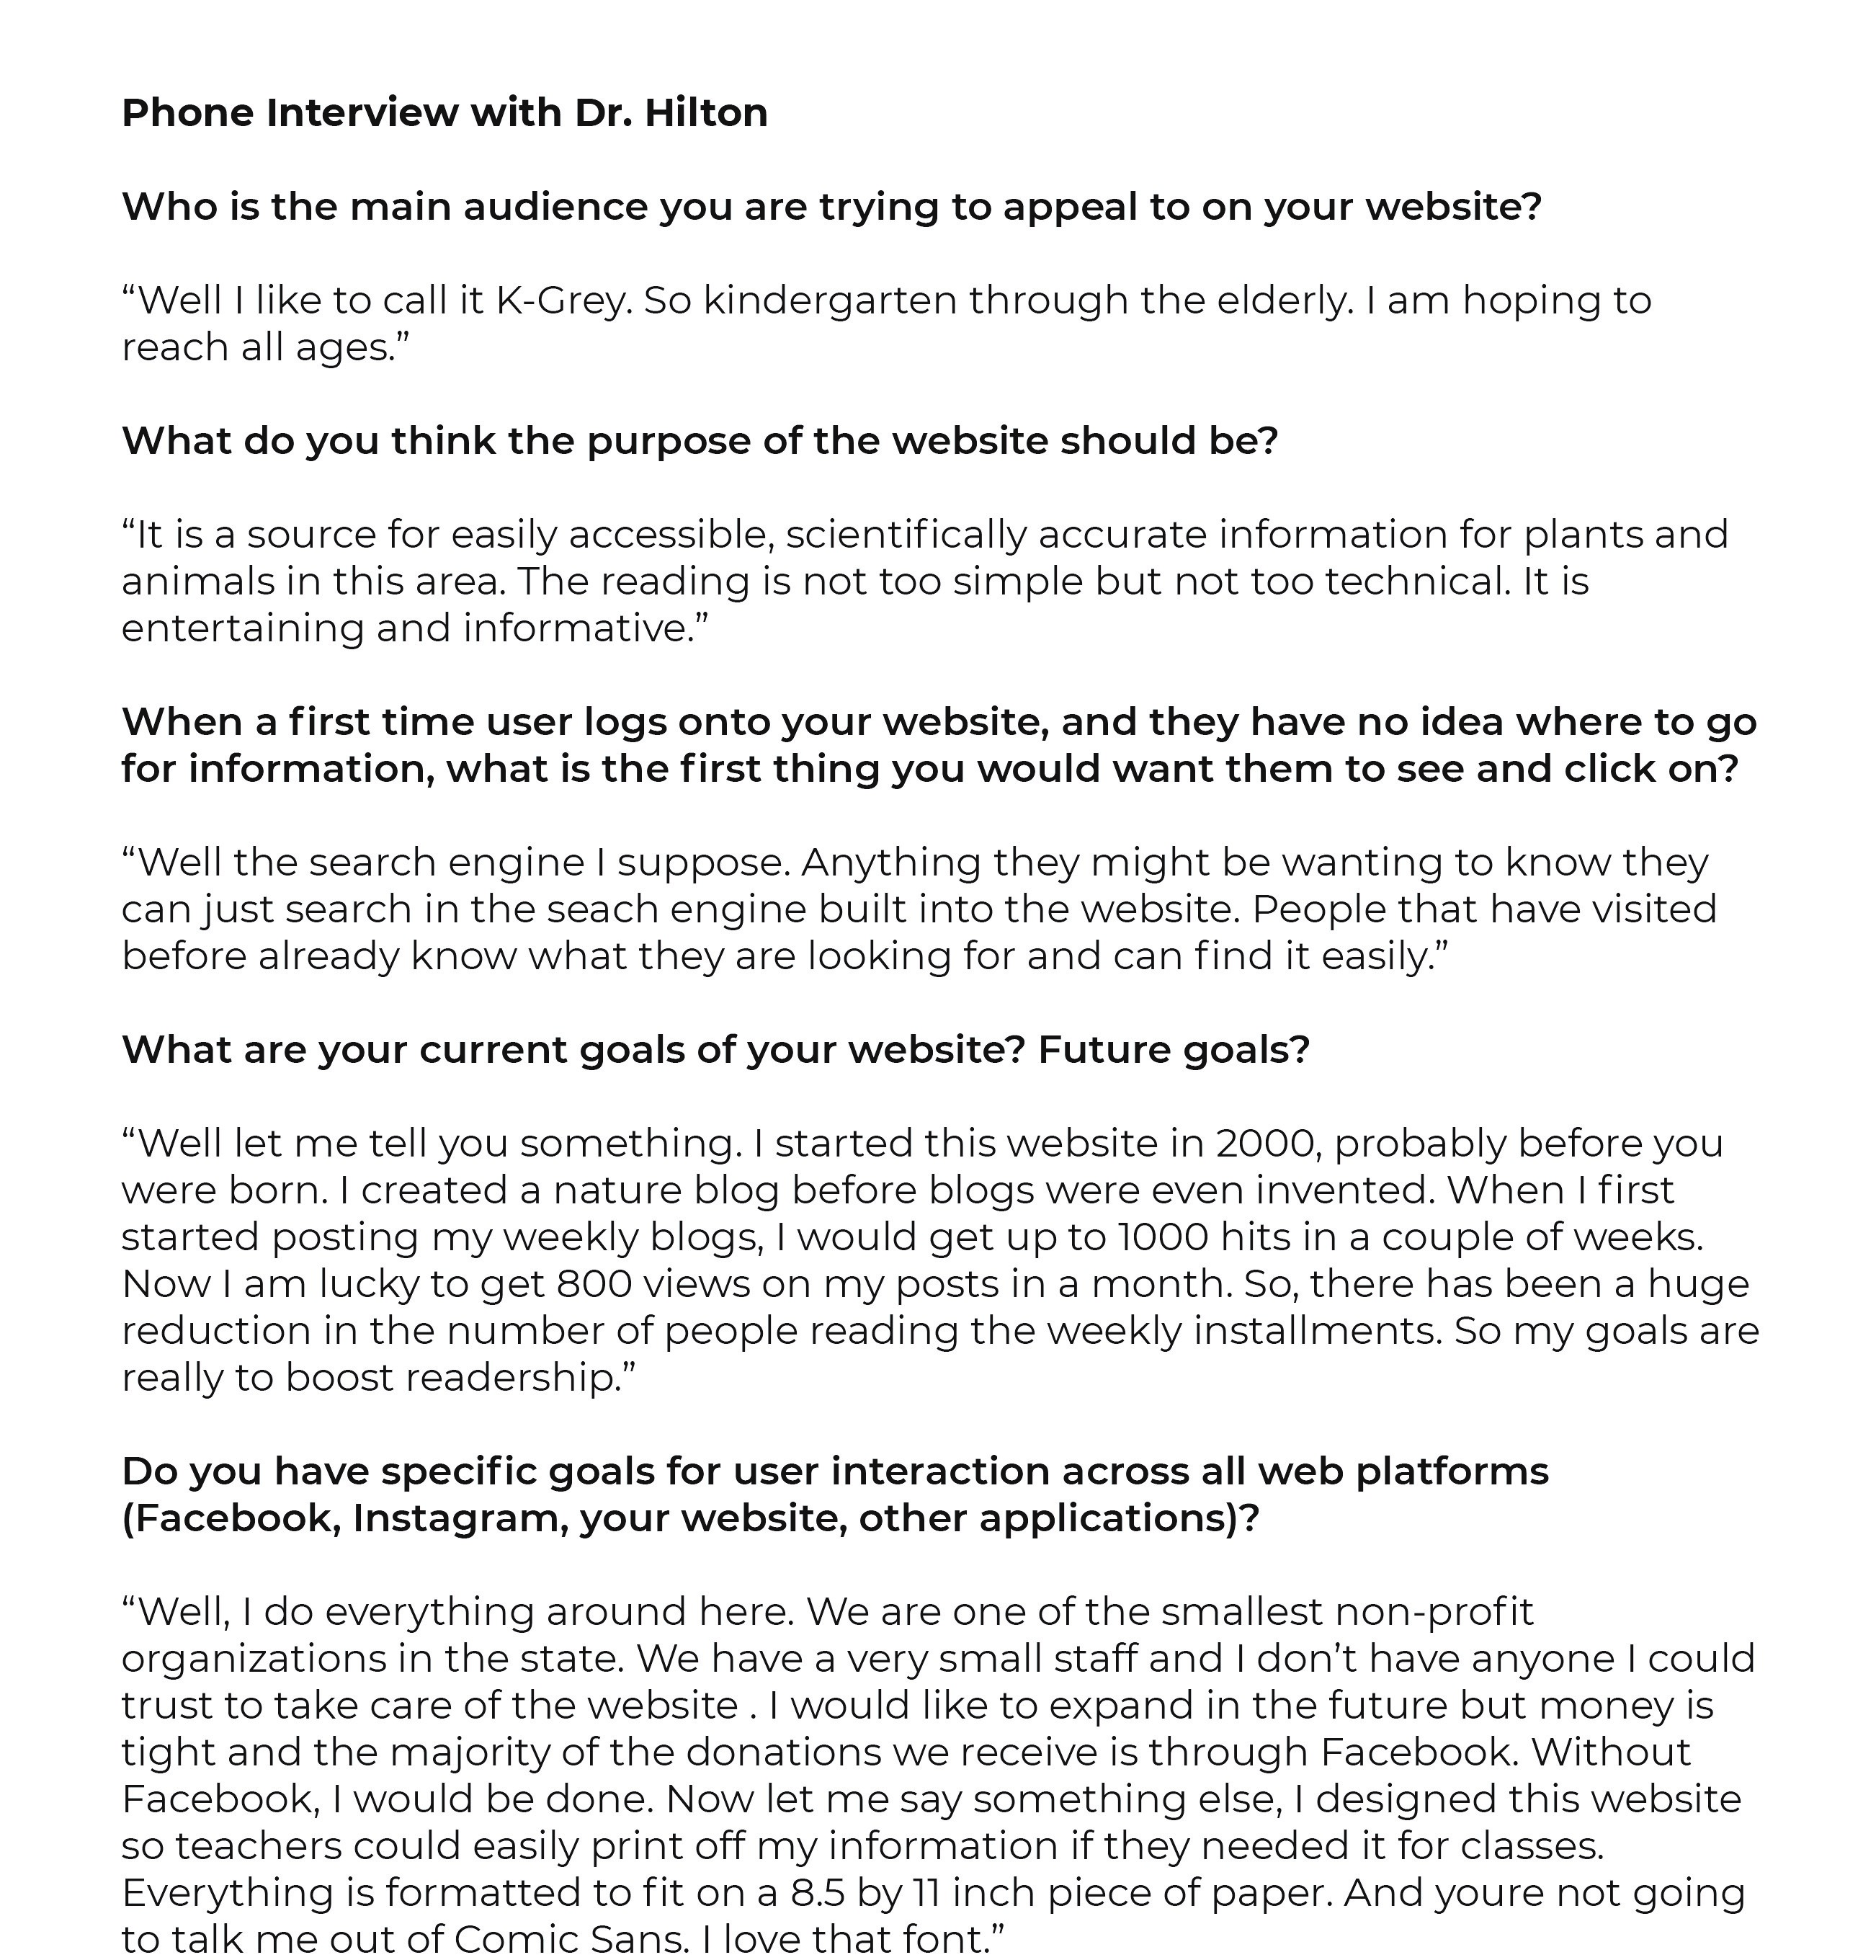 Phone Interview with Dr. Hilton
Who is the main audience you are trying to appeal to on your website?
“Well I like to call it K-Grey. So kindergarten through the elderly. I am hoping to
reach all ages.”
What do you think the purpose of the website should be?
“It is a source for easily accessible, scientifically accurate information for plants and
animals in this area. The reading is not too simple but not too technical. It is
entertaining and informative.”
When a first time user logs onto your website, and they have no idea where to go
for information, what is the first thing you would want them to see and click on?
“Well the search engine I suppose. Anything they might be wanting to know they
can just search in the seach engine built into the website. People that have visited
before already know what they are looking for and can find it easily.”
What are your current goals of your website? Future goals?
“Well let me tell you something. I started this website in 2000, probably before you
were born. I created a nature blog before blogs were even invented. When I first
started posting my weekly blogs, I would get up to 1000 hits in a couple of weeks.
Now I am lucky to get 800 views on my posts in a month. So, there has been a huge
reduction in the number of people reading the weekly installments. So my goals are
really to boost readership.”
Do you have specific goals for user interaction across all web platforms
(Facebook, Instagram, your website, other applications)?
“Well, I do everything around here. We are one of the smallest non-profit
organizations in the state. We have a very small staff and I don’t have anyone I could
trust to take care of the website . I would like to expand in the future but money is
tight and the majority of the donations we receive is through Facebook. Without
Facebook, I would be done. Now let me say something else, I designed this website
so teachers could easily print off my information if they needed it for classes.
Everything is formatted to fit on a 8.5 by 11 inch piece of paper. And youre not going
to talk me out of Comic Sans. I love that font.”